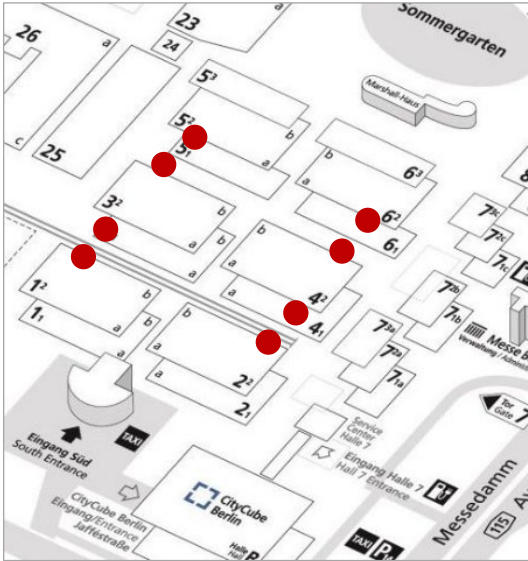 23
a
Sommergarten
26
a
24
Marshall-Haus
5³
c
25
5²
b
5₁
a
b
a
b
6³
8
3²
b
a
6²
6₁
7₃c
7₂c
7₁c
b
a
b
a
b
1²
b
a
4²
7₂b
7₁b
1₁
b
a
a
4₁
7₃a
7₂a
7₁a
Messe B
Verwaltung / Adminis
b
a
2²
a
2₁
Tor
Gate
Service
Center
Halle 7
Eingang Süd
South Entrance
TAXI
Eingang Halle 7
Hall 7 Entrance
CityCube
Berlin
CityCube Berlin
Eingang/Entrance
Jafféstraße
Messedamm
115
A
Halle
TAXI
P